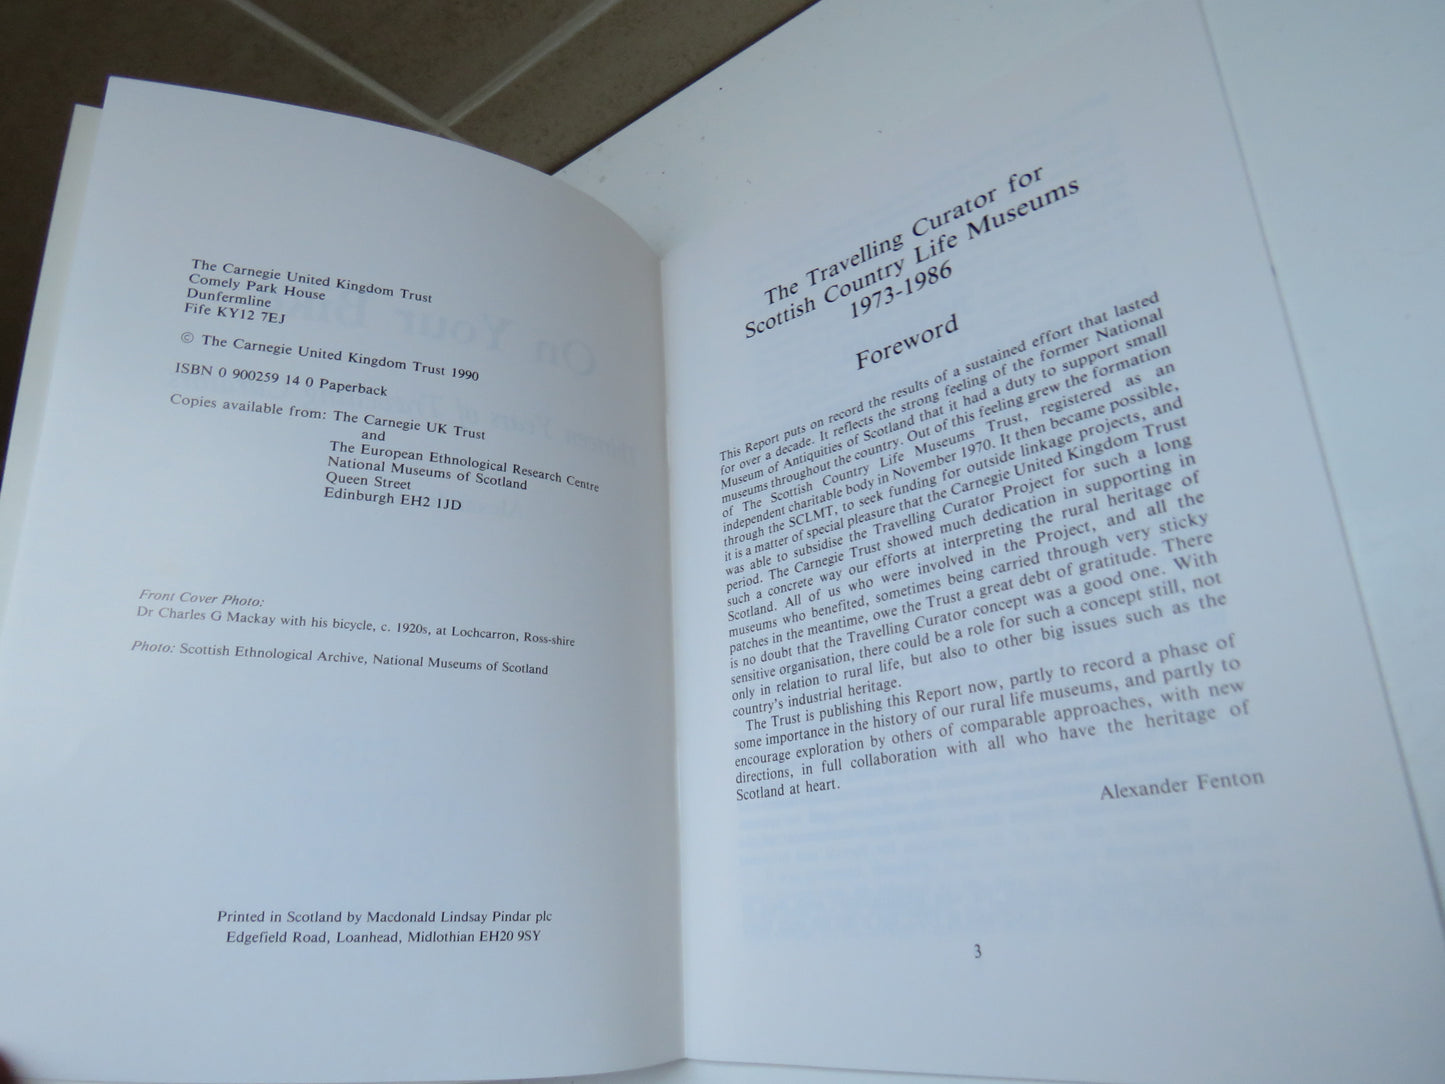 The Carnegie United Kingdom Trust
Comely Park House
Dunfermline
Fife KY12 7EJ
© The Carnegie United Kingdom Trust 1990
ISBN 0 900259 14 0 Paperback
Copies available from: The Carnegie UK Trust
and
The European Ethnological Research Centre
National Museums of Scotland
Queen Street
Edinburgh EH2 1JD
Front Cover Photo:
Dr Charles G Mackay with his bicycle, c. 1920s, at Lochcarron, Ross-shire
Photo: Scottish Ethnological Archive, National Museums of Scotland
Printed in Scotland by Macdonald Lindsay Pindar plc
Edgefield Road, Loanhead, Midlothian EH20 9SY
The Travelling Curator for
Scottish Country Life Museums
1973-1986
Foreword
This Report puts on record the results of a sustained effort that lasted
for over a decade. It reflects the strong feeling of the former National
Museum of Antiquities of Scotland that it had a duty to support small
museums throughout the country. Out of this feeling grew the formation
of The Scottish Country Life Museums Trust, registered as an
independent charitable body in November 1970. It then became possible,
through the SCLMT, to seek funding for outside linkage projects, and
it is a matter of special pleasure that the Carnegie United Kingdom Trust
was able to subsidise the Travelling Curator Project for such a long
period. The Carnegie Trust showed much dedication in supporting in
such a concrete way our efforts at interpreting the rural heritage of
Scotland. All of us who were involved in the Project, and all the
museums who benefited, sometimes being carried through very sticky
patches in the meantime, owe the Trust a great debt of gratitude. There
is no doubt that the Travelling Curator concept was a good one. With
sensitive organisation, there could be a role for such a concept still, not
only in relation to rural life, but also to other big issues such as the
country's industrial heritage.
The Trust is publishing this Report now, partly to record a phase of
some importance in the history of our rural life museums, and partly to
encourage exploration by others of comparable approaches, with new
directions, in full collaboration with all who have the heritage of
Scotland at heart.
Alexander Fenton
3